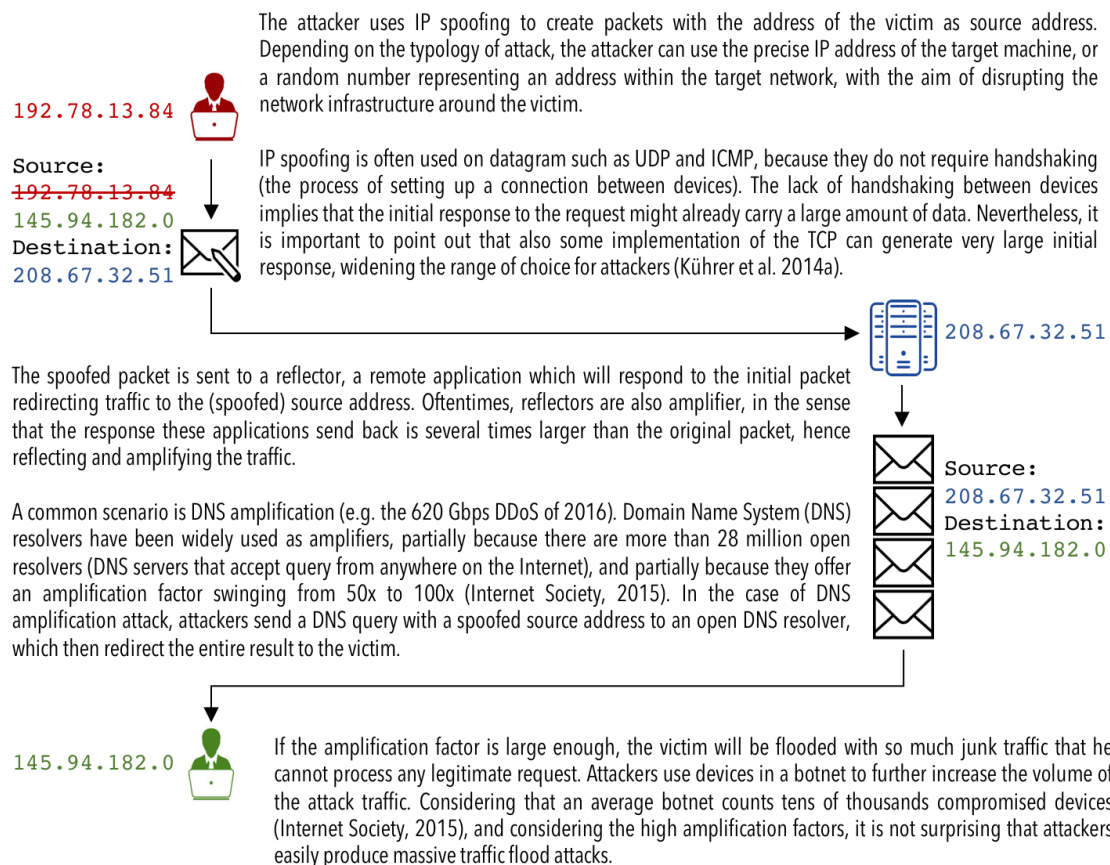 The attacker uses IP spoofing to create packets with the address of the victim as source address.
Depending on the typology of attack, the attacker can use the precise IP address of the target machine, or
a random number representing an address within the target network, with the aim of disrupting the
network infrastructure around the victim.
192.78.13.84
Source:
192.78.13.84
145.94.182.0
Destination:
208.67.32.51
IP spoofing is often used on datagram such as UDP and ICMP, because they do not require handshaking
(the process of setting up a connection between devices). The lack of handshaking between devices
implies that the initial response to the request might already carry a large amount of data. Nevertheless, it
is important to point out that also some implementation of the TCP can generate very large initial
response, widening the range of choice for attackers (Kührer et al. 2014a).
208.67.32.51
The spoofed packet is sent to a reflector, a remote application which will respond to the initial packet
redirecting traffic to the (spoofed) source address. Oftentimes, reflectors are also amplifier, in the sense
that the response these applications send back is several times larger than the original packet, hence
reflecting and amplifying the traffic.
Source:
208.67.32.51
Destination:
145.94.182.0
A common scenario is DNS amplification (e.g. the 620 Gbps DDoS of 2016). Domain Name System (DNS)
resolvers have been widely used as amplifiers, partially because there are more than 28 million open
resolvers (DNS servers that accept query from anywhere on the Internet), and partially because they offer
an amplification factor swinging from 50x to 100x (Internet Society, 2015). In the case of DNS
amplification attack, attackers send a DNS query with a spoofed source address to an open DNS resolver,
which then redirect the entire result to the victim.
145.94.182.0
If the amplification factor is large enough, the victim will be flooded with so much junk traffic that he
cannot process any legitimate request. Attackers use devices in a botnet to further increase the volume of
the attack traffic. Considering that an average botnet counts tens of thousands compromised devices
(Internet Society, 2015), and considering the high amplification factors, it is not surprising that attackers
easily produce massive traffic flood attacks.